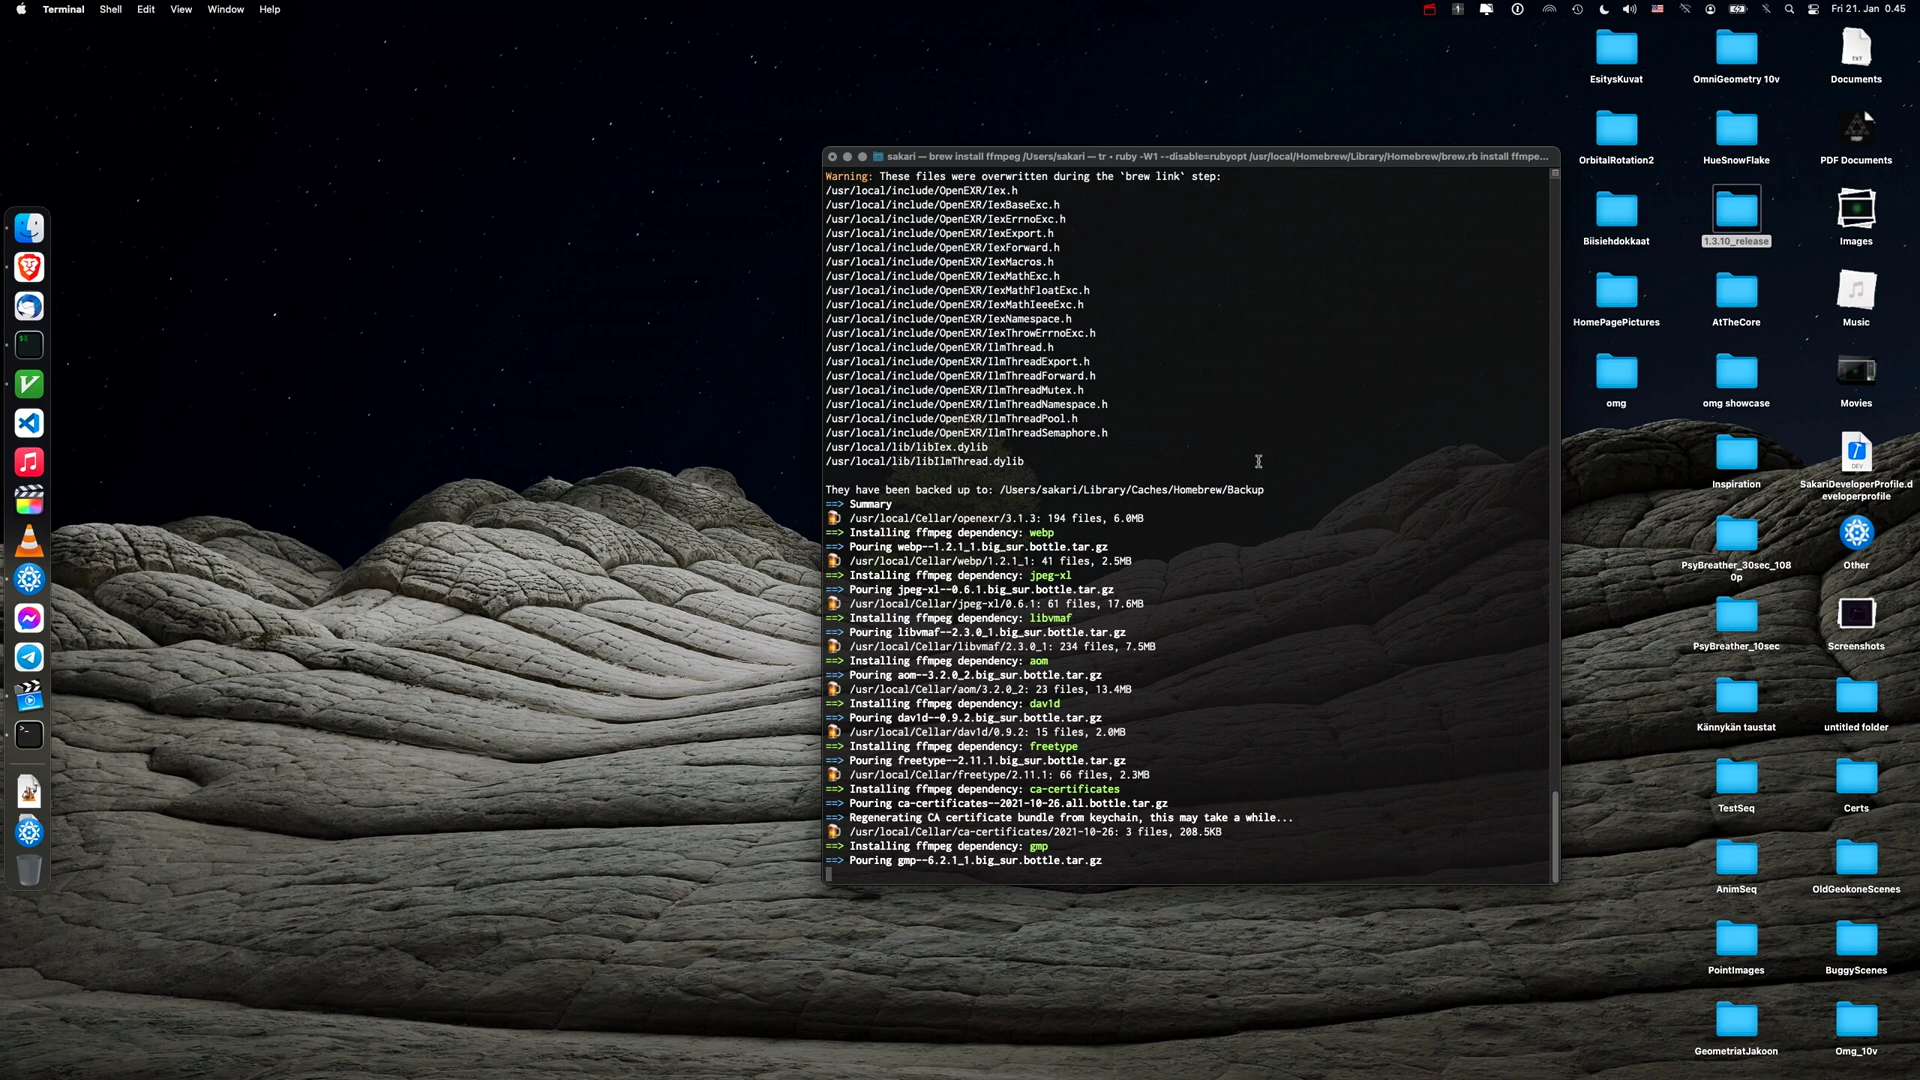 Terminal Shell Edit View Window Help
Fri 21. Jan 0.45
sakari — brew install ffmpeg /Users/sakari — tr • ruby -W1 --disable=rubyopt /usr/local/Homebrew/Library/Homebrew/brew.rb install ffmpe...
Warning: These files were overwritten during the `brew link` step:
/usr/local/include/OpenEXR/Iex.h
/usr/local/include/OpenEXR/IexBaseExc.h
/usr/local/include/OpenEXR/IexErrnoExc.h
/usr/local/include/OpenEXR/IexExport.h
/usr/local/include/OpenEXR/IexForward.h
/usr/local/include/OpenEXR/IexMacros.h
/usr/local/include/OpenEXR/IexMathExc.h
/usr/local/include/OpenEXR/IexMathFloatExc.h
/usr/local/include/OpenEXR/IexMathIeeeExc.h
/usr/local/include/OpenEXR/IexNamespace.h
/usr/local/include/OpenEXR/IexThrowErrnoExc.h
/usr/local/include/OpenEXR/IlmThread.h
/usr/local/include/OpenEXR/IlmThreadExport.h
/usr/local/include/OpenEXR/IlmThreadForward.h
/usr/local/include/OpenEXR/IlmThreadMutex.h
/usr/local/include/OpenEXR/IlmThreadNamespace.h
/usr/local/include/OpenEXR/IlmThreadPool.h
/usr/local/include/OpenEXR/IlmThreadSemaphore.h
/usr/local/lib/libIex.dylib
/usr/local/lib/libIlmThread.dylib
They have been backed up to: /Users/sakari/Library/Caches/Homebrew/Backup
==> Summary
/usr/local/Cellar/openexr/3.1.3: 194 files, 6.0MB
==> Installing ffmpeg dependency: webp
==> Pouring webp--1.2.1_1.big_sur.bottle.tar.gz
/usr/local/Cellar/webp/1.2.1_1: 41 files, 2.5MB
==> Installing ffmpeg dependency: jpeg-xl
==> Pouring jpeg-xl--0.6.1.big_sur.bottle.tar.gz
/usr/local/Cellar/jpeg-xl/0.6.1: 61 files, 17.6MB
==> Installing ffmpeg dependency: libvmaf
==> Pouring libvmaf--2.3.0_1.big_sur.bottle.tar.gz
/usr/local/Cellar/libvmaf/2.3.0_1: 234 files, 7.5MB
==> Installing ffmpeg dependency: aom
==> Pouring aom--3.2.0_2.big_sur.bottle.tar.gz
/usr/local/Cellar/aom/3.2.0_2: 23 files, 13.4MB
==> Installing ffmpeg dependency: dav1d
==> Pouring dav1d--0.9.2.big_sur.bottle.tar.gz
/usr/local/Cellar/dav1d/0.9.2: 15 files, 2.0MB
==> Installing ffmpeg dependency: freetype
==> Pouring freetype--2.11.1.big_sur.bottle.tar.gz
/usr/local/Cellar/freetype/2.11.1: 66 files, 2.3MB
==> Installing ffmpeg dependency: ca-certificates
==> Pouring ca-certificates--2021-10-26.all.bottle.tar.gz
==> Regenerating CA certificate bundle from keychain, this may take a while...
/usr/local/Cellar/ca-certificates/2021-10-26: 3 files, 208.5KB
==> Installing ffmpeg dependency: gmp
==> Pouring gmp--6.2.1_1.big_sur.bottle.tar.gz
EsitysKuvat OmniGeometry 10v Documents
TXT
OrbitalRotation2 HueSnowFlake PDF Documents
Biisiehdokkaat 1.3.10_release Images
HomePagePictures AtTheCore Music
omg omg showcase Movies
DEV
Inspiration SakariDeveloperProfile.d
eveloperprofile
PsyBreather_30sec_108
0p
Other
PsyBreather_10sec Screenshots
Kännykän taustat untitled folder
TestSeq Certs
AnimSeq OldGeokoneScenes
PointImages BuggyScenes
GeometriatJakoon Omg_10v